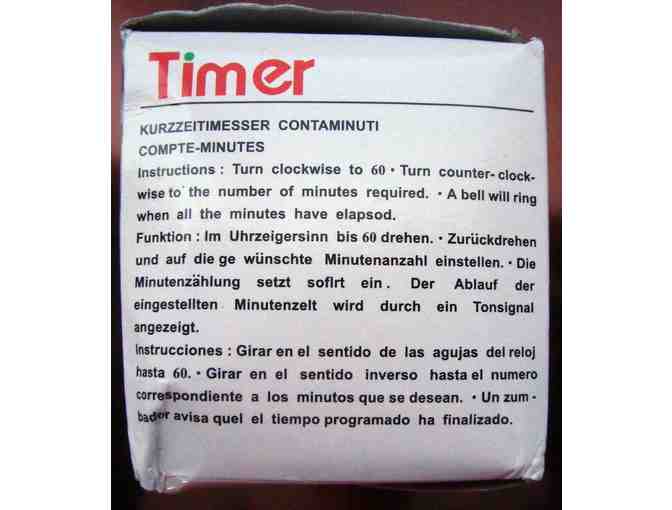 Timer
KURZZEITIMESSER CONTAMINUTI
COMPTE-MINUTES
Instructions : Turn clockwise to 60 • Turn counter- clock-
wise to the number of minutes required. • A bell will ring
when all the minutes have elapsod.
Funktion : Im Uhrzeigersinn bis 60 drehen. • Zurückdrehen
und auf die ge wünschte Minutenanzahl einstellen. • Die
Minutenzählung setzt sofirt ein . Der Ablauf der
eingestellten Minutenzelt wird durch ein Tonsignal
angezeigt.
Instrucciones : Girar en el sentido de las agujas del reloj
hasta 60. • Girar en el sentido inverso hasta el numero
correspondiente a los minutos que se desean. • Un zum -
bador avisa quel el tiempo programado ha finalizado.